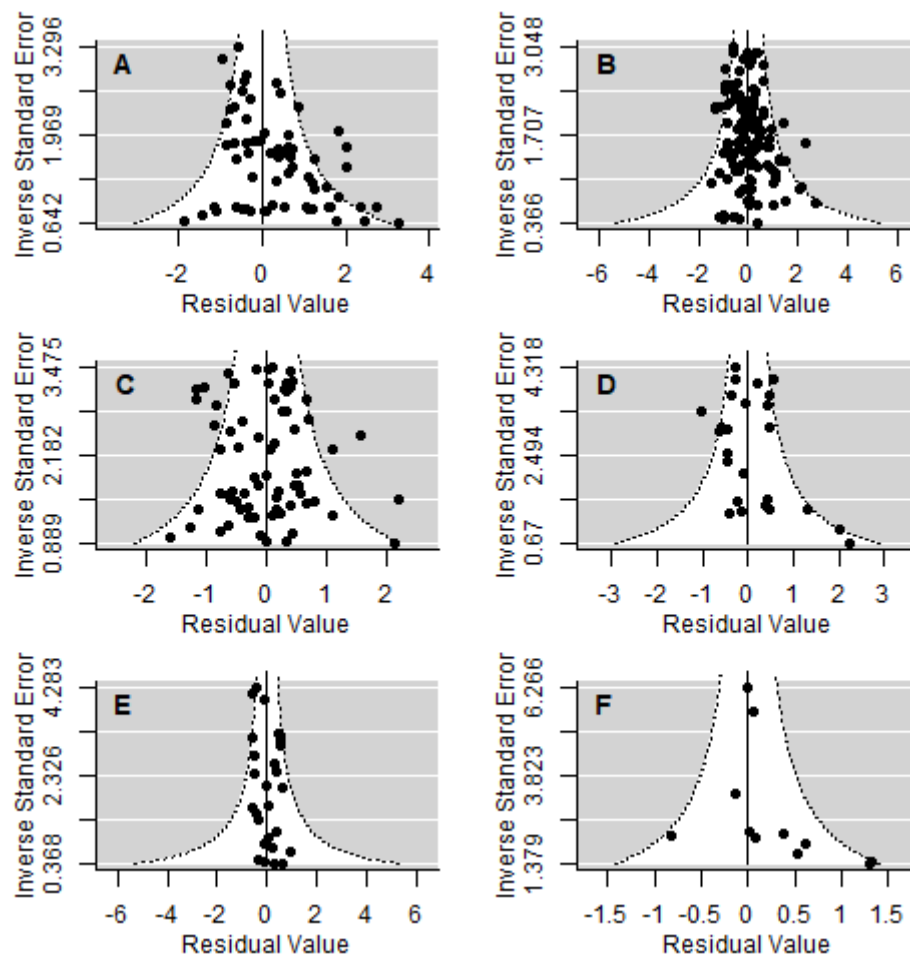 A
Inverse Standard Error
3.296
1.969
0.642
-2 0 2 4
Residual Value
B
Inverse Standard Error
3.048
1.707
0.366
-6 -4 -2 0 2 4 6
Residual Value
C
Inverse Standard Error
3.475
2.182
0.889
-2 -1 0 1 2
Residual Value
D
Inverse Standard Error
4.318
2.494
0.67
-3 -2 -1 0 1 2 3
Residual Value
E
Inverse Standard Error
4.283
2.326
0.368
-6 -4 -2 0 2 4 6
Residual Value
F
Inverse Standard Error
6.266
3.823
1.379
-1.5 -1 -0.5 0 0.5 1 1.5
Residual Value